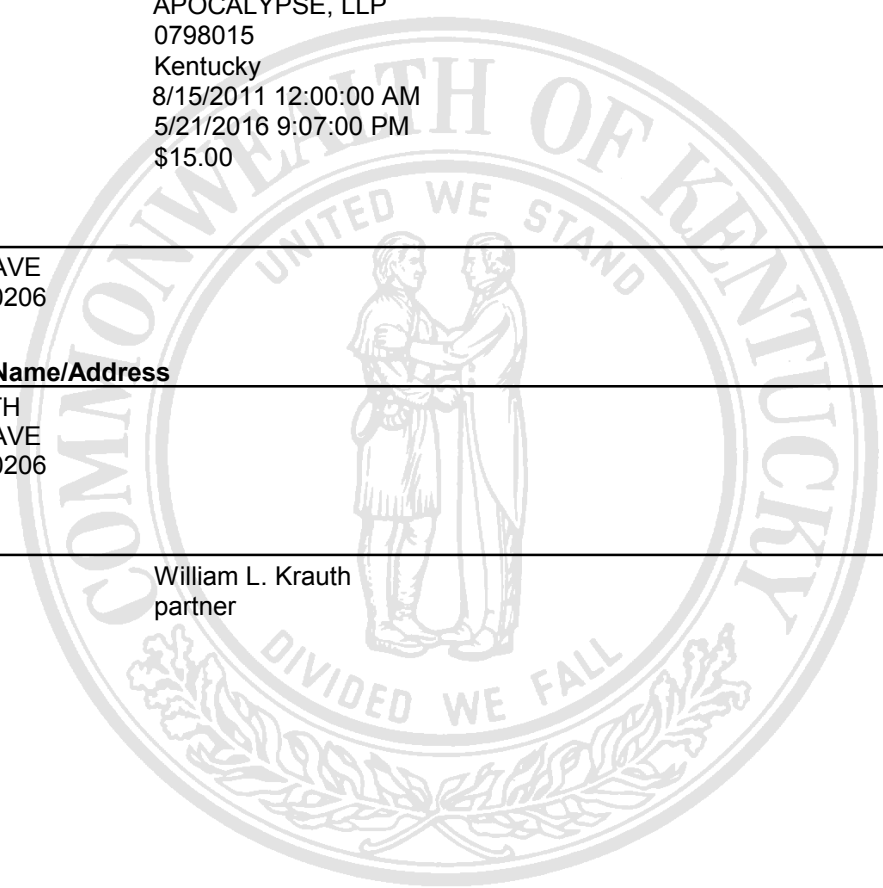 APOCALYPSE, LLP
0798015
Kentucky
8/15/2011 12:00:00 AM
5/21/2016 9:07:00 PM
$15.00
COMMONWEALTH OF KENTUCKY
UNITED WE STAND
AVE
0206
Name/Address
TH
AVE
0206
William L. Krauth
partner
DIVIDED WE FALL